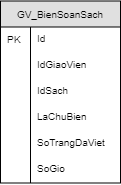 GV_BienSoanSach
PK Id
IdGiaoVien
IdSach
LaChuBien
SoTrangDaViet
SoGio